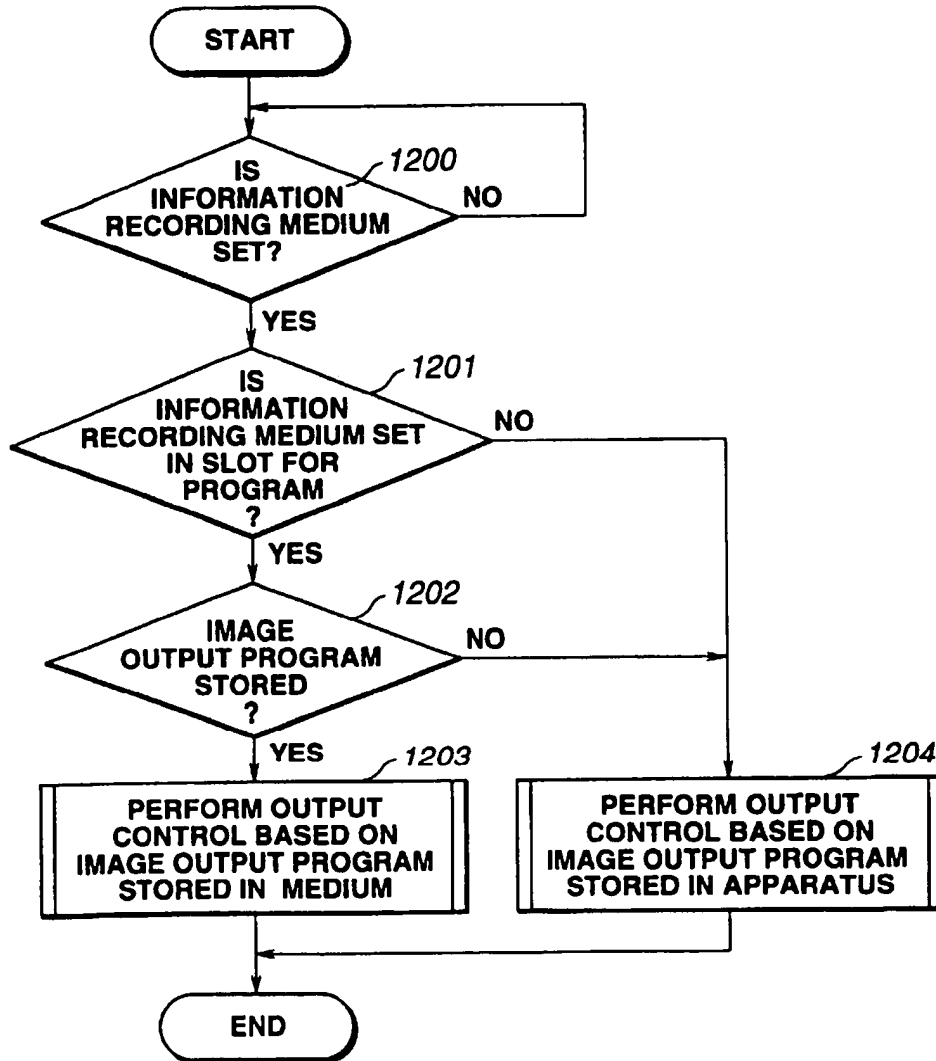 START
1200
IS
INFORMATION
RECORDING MEDIUM
SET?
NO
YES
1201
IS
INFORMATION
RECORDING MEDIUM SET
IN SLOT FOR
PROGRAM
?
NO
YES
1202
IMAGE
OUTPUT PROGRAM
STORED
?
NO
YES
1203
PERFORM OUTPUT
CONTROL BASED ON
IMAGE OUTPUT PROGRAM
STORED IN MEDIUM
1204
PERFORM OUTPUT
CONTROL BASED ON
IMAGE OUTPUT PROGRAM
STORED IN APPARATUS
END